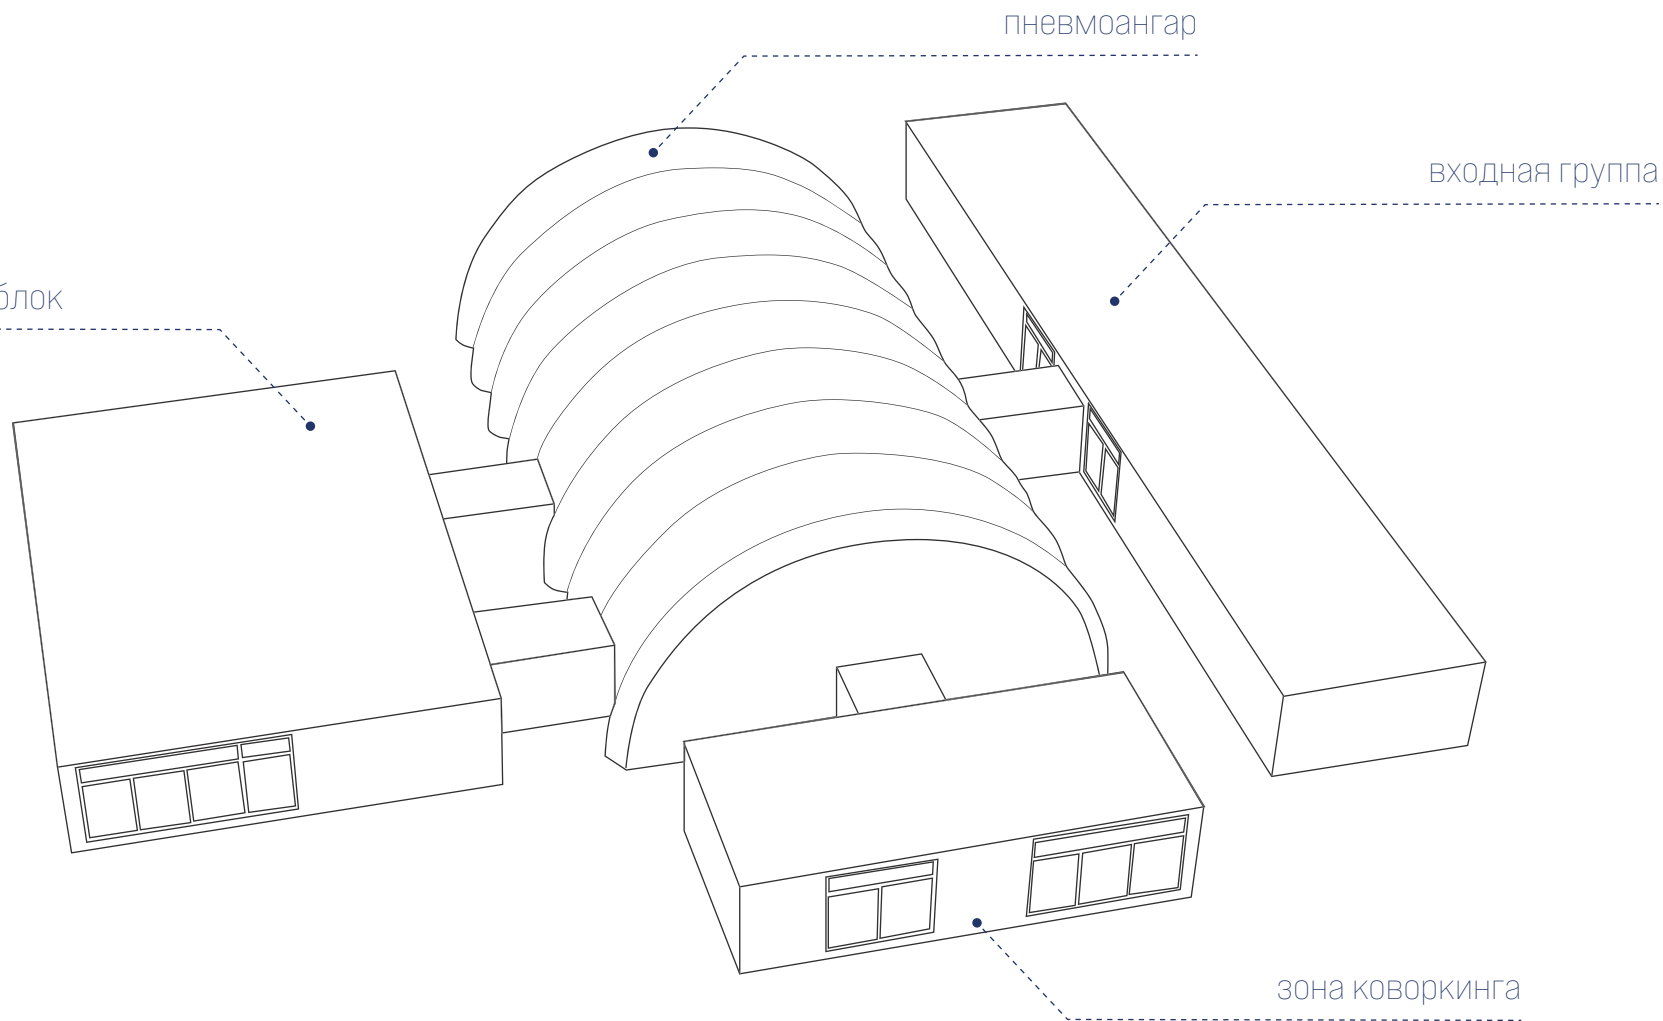 пневмоангар
входная группа
блок
зона коворкинга